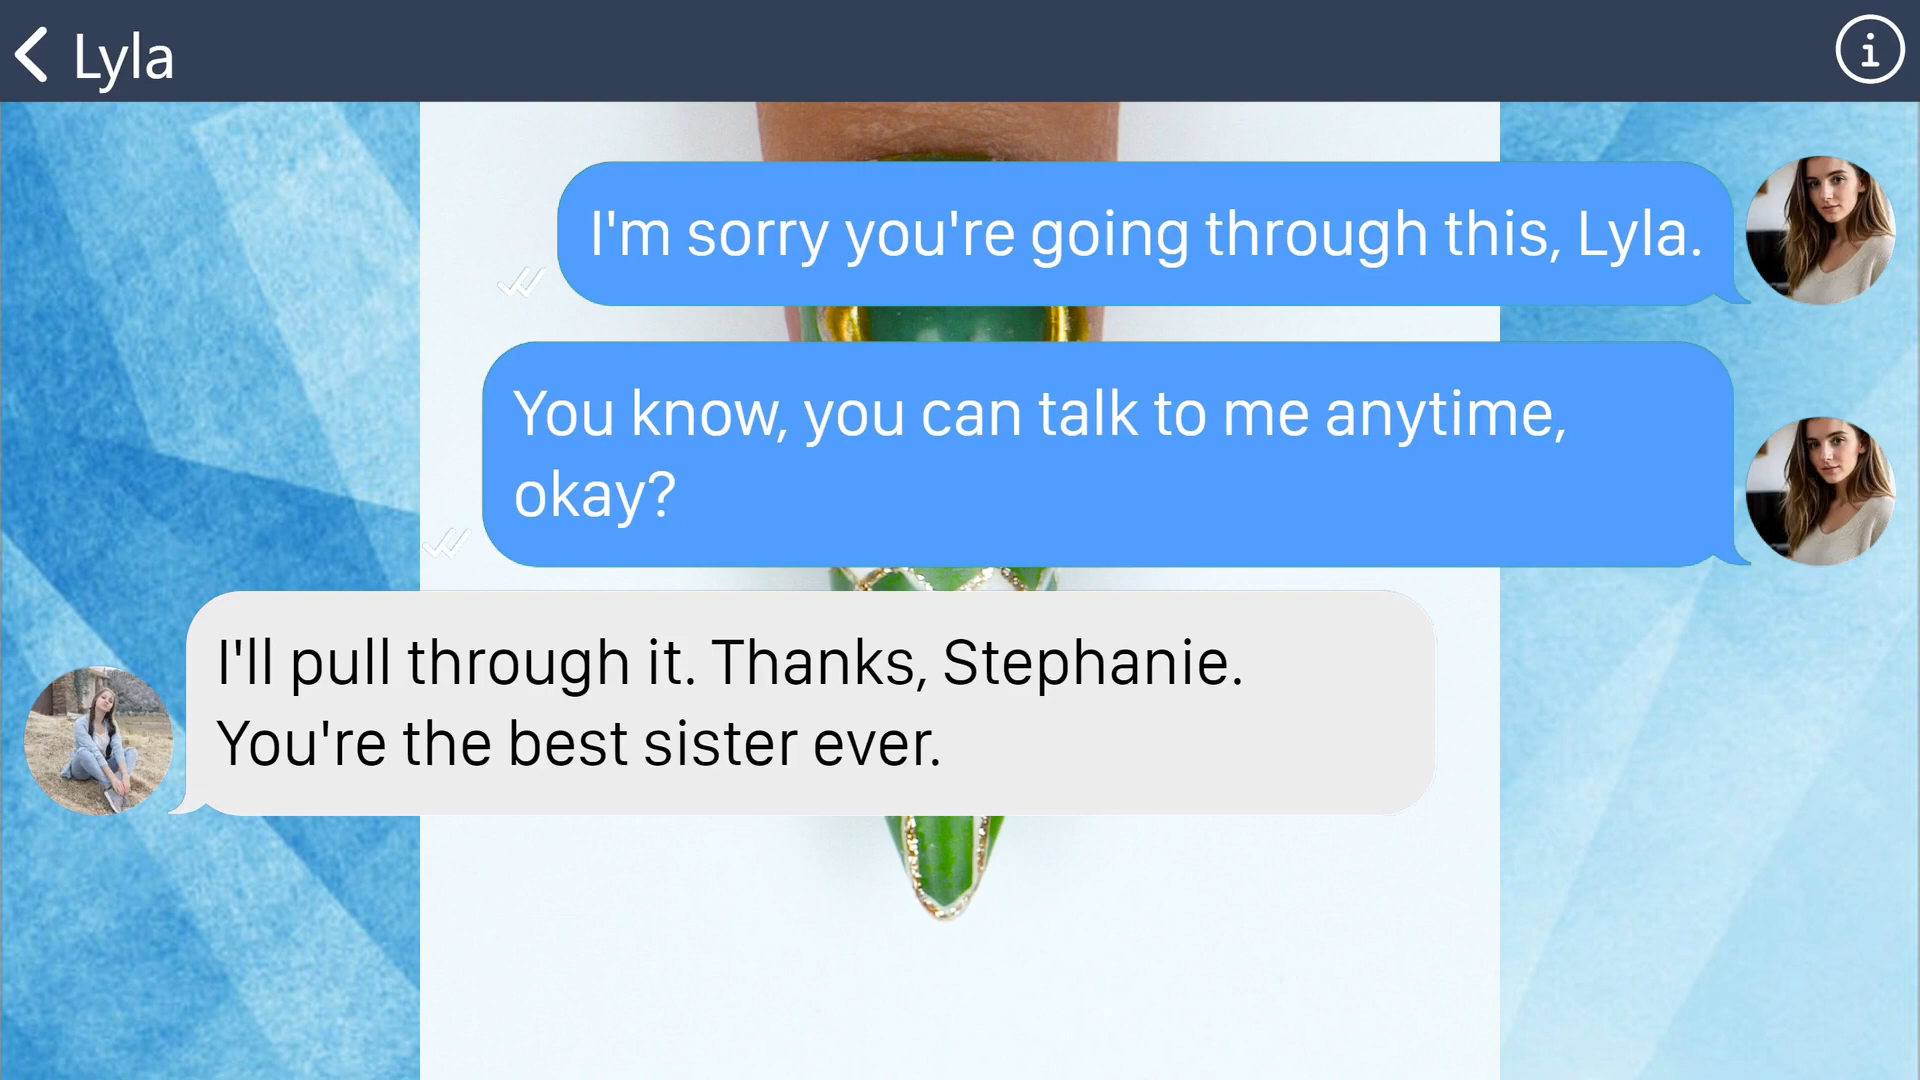 Lyla
I'm sorry you're going through this, Lyla.
You know, you can talk to me anytime,
okay?
I'll pull through it. Thanks, Stephanie.
You're the best sister ever.